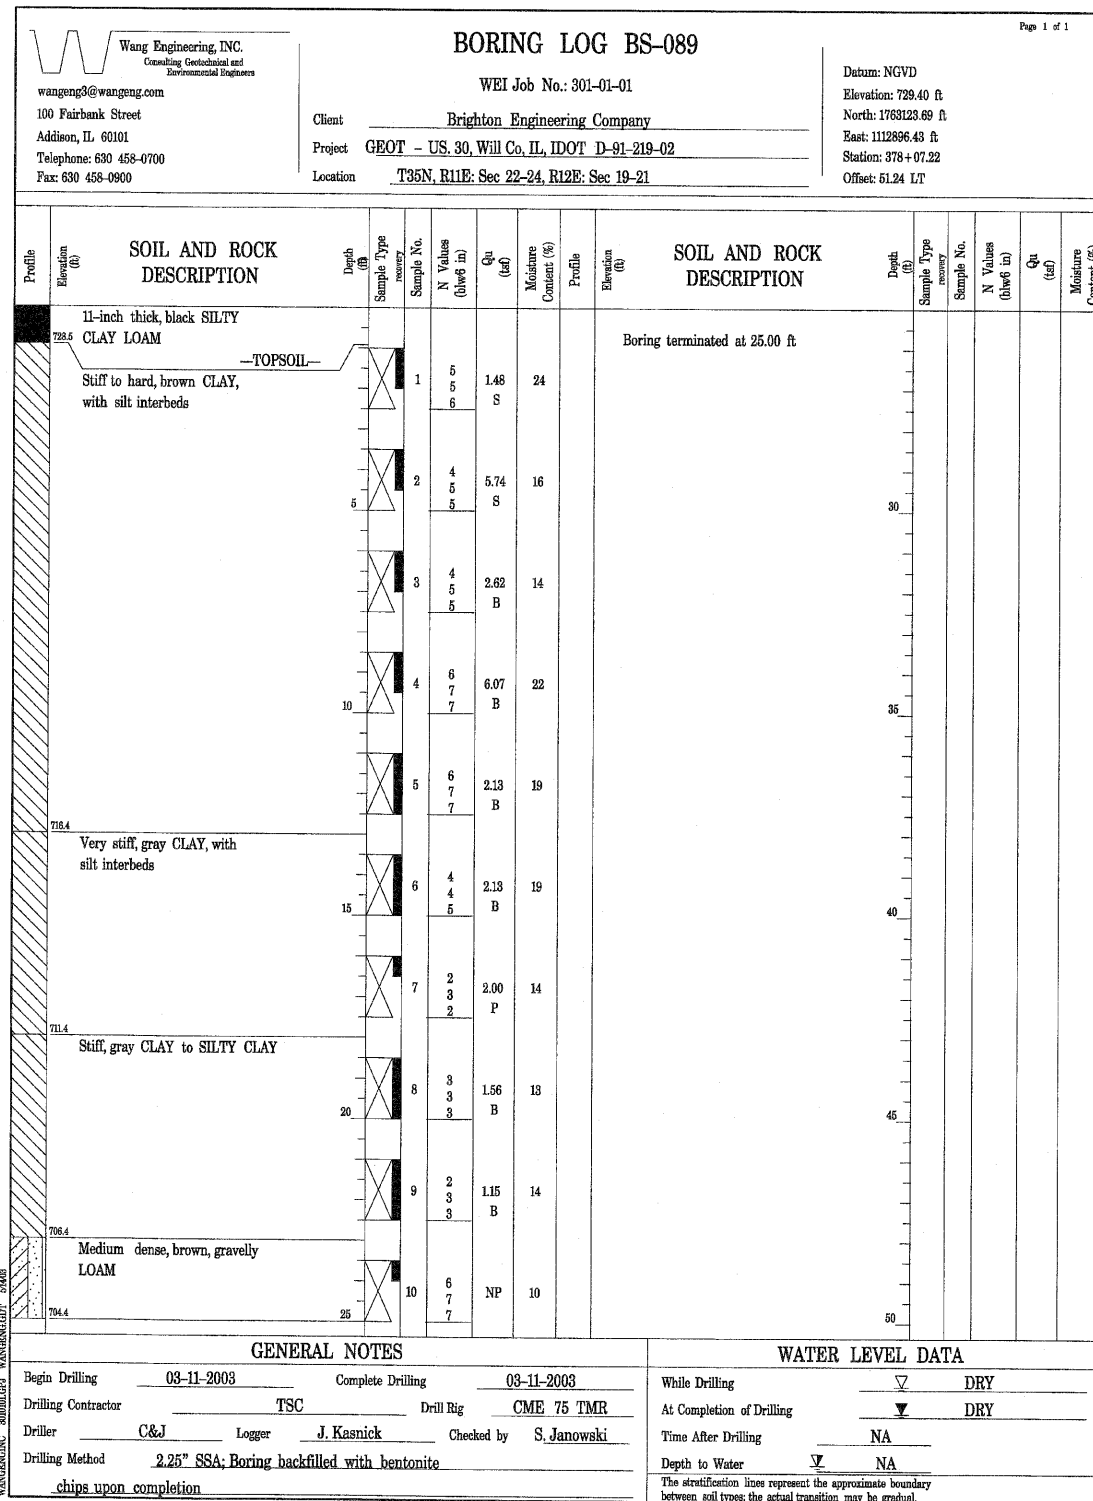 Page 1 of 1
Wang Engineering, INC.
Consulting Geotechnical and
Environmental Engineers
wangeng3@wangeng.com
100 Fairbank Street
Addison, IL 60101
Telephone: 630 458-0700
Fax: 630 458-0900
BORING LOG BS-089
WEI Job No.: 301-01-01
Client Brighton Engineering Company
Project GEOT - US. 30, Will Co, IL, IDOT D-91-219-02
Location T35N, R11E: Sec 22-24, R12E: Sec 19-21
Datum: NGVD
Elevation: 729.40 ft
North: 1763123.69 ft
East: 1112896.43 ft
Station: 378+07.22
Offset: 51.24 LT
Profile
Elevation (ft)
SOIL AND ROCK
DESCRIPTION
Depth (ft)
Sample Type
recovery
Sample No.
N Values
(blw6 in)
Qu
(tsf)
Moisture
Content (%)
Profile
Elevation
(ft)
SOIL AND ROCK
DESCRIPTION
Depth
(ft)
Sample Type
recovery
Sample No.
N Values
(blw6 in)
Qu
(tsf)
Moisture
11-inch thick, black SILTY
728.5 CLAY LOAM
—TOPSOIL—
Stiff to hard, brown CLAY,
with silt interbeds
1 5 5 6 1.48 S 24
2 4 5 5 5.74 S 16
5
3 4 5 5 2.62 B 14
4 6 7 7 6.07 B 22
10
5 6 7 7 2.13 B 19
716.4
Very stiff, gray CLAY, with
silt interbeds
6 4 4 5 2.13 B 19
15
7 2 3 2 2.00 P 14
711.4
Stiff, gray CLAY to SILTY CLAY
8 3 3 3 1.56 B 13
20
9 2 3 3 1.15 B 14
706.4
Medium dense, brown, gravelly
LOAM
10 6 7 7 NP 10
704.4
25
Boring terminated at 25.00 ft
30
35
40
45
50
GENERAL NOTES
Begin Drilling 03-11-2003 Complete Drilling 03-11-2003
Drilling Contractor TSC Drill Rig CME 75 TMR
Driller C&J Logger J. Kasnick Checked by S. Janowski
Drilling Method 2.25" SSA; Boring backfilled with bentonite
chips upon completion
WATER LEVEL DATA
While Drilling DRY
At Completion of Drilling DRY
Time After Drilling NA
Depth to Water NA
The stratification lines represent the approximate boundary
between soil types; the actual transition may be gradual.